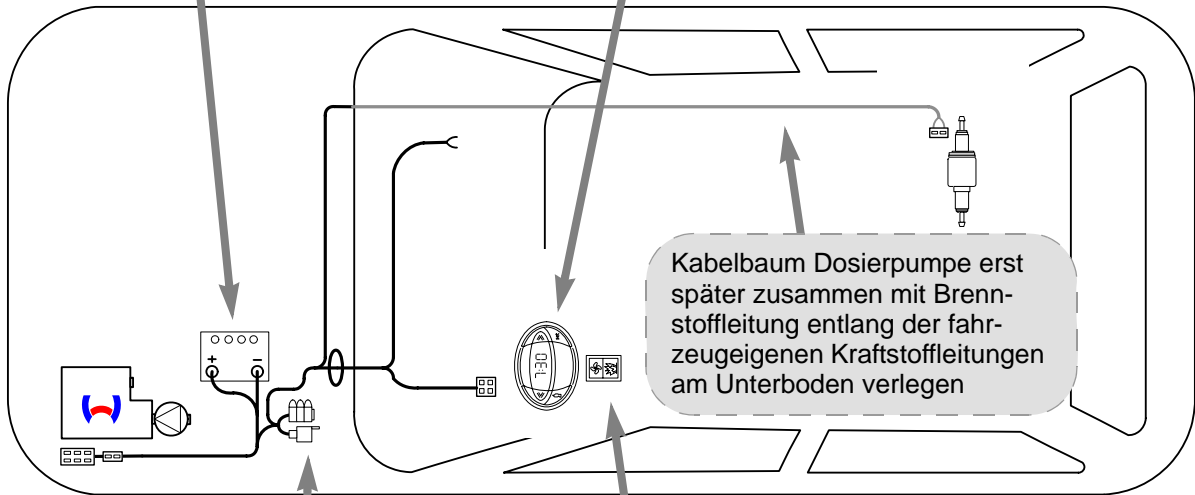 Kabelbaum Dosierpumpe erst
später zusammen mit Brenn-
stoffleitung entlang der fahr-
zeugeigenen Kraftstoffleitungen
am Unterboden verlegen
+ −